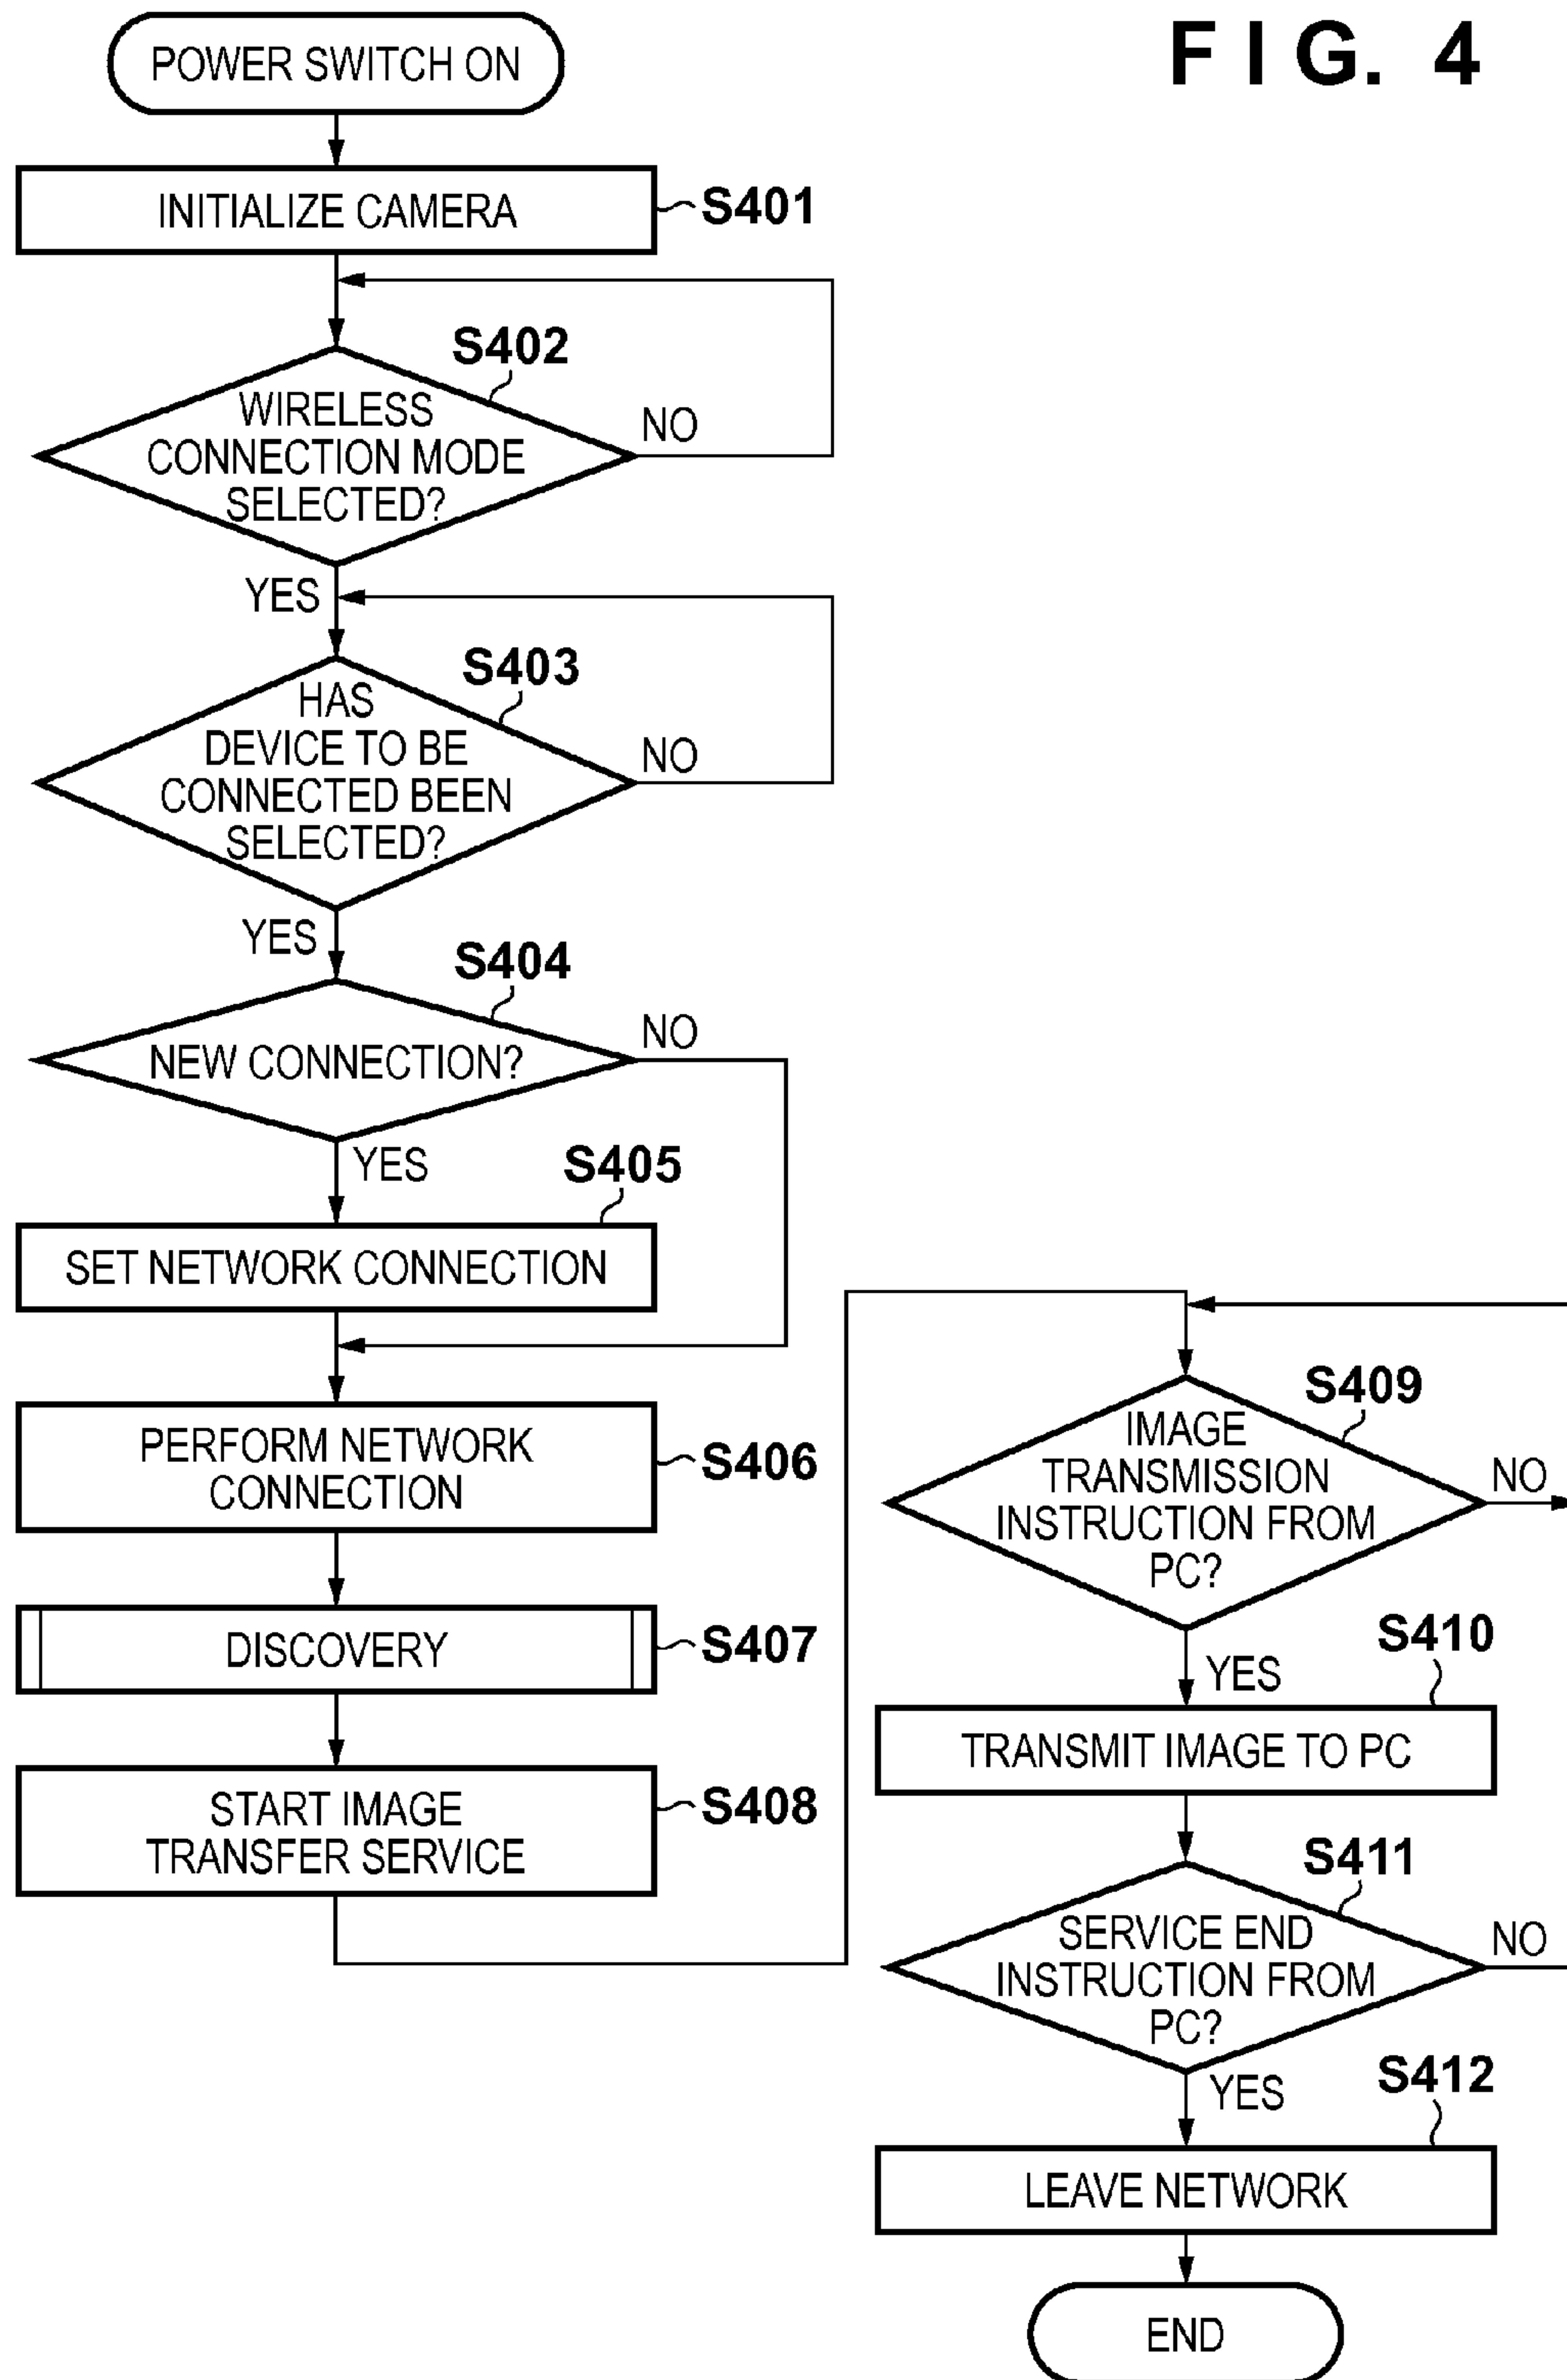 FIG. 4
POWER SWITCH ON
INITIALIZE CAMERA
S401
S402
WIRELESS
CONNECTION MODE
SELECTED?
NO
YES
S403
HAS
DEVICE TO BE
CONNECTED BEEN
SELECTED?
NO
YES
S404
NEW CONNECTION?
NO
YES
S405
SET NETWORK CONNECTION
PERFORM NETWORK
CONNECTION
S406
DISCOVERY
S407
START IMAGE
TRANSFER SERVICE
S408
S409
IMAGE
TRANSMISSION
INSTRUCTION FROM
PC?
NO
YES
S410
TRANSMIT IMAGE TO PC
S411
SERVICE END
INSTRUCTION FROM
PC?
NO
YES
S412
LEAVE NETWORK
END